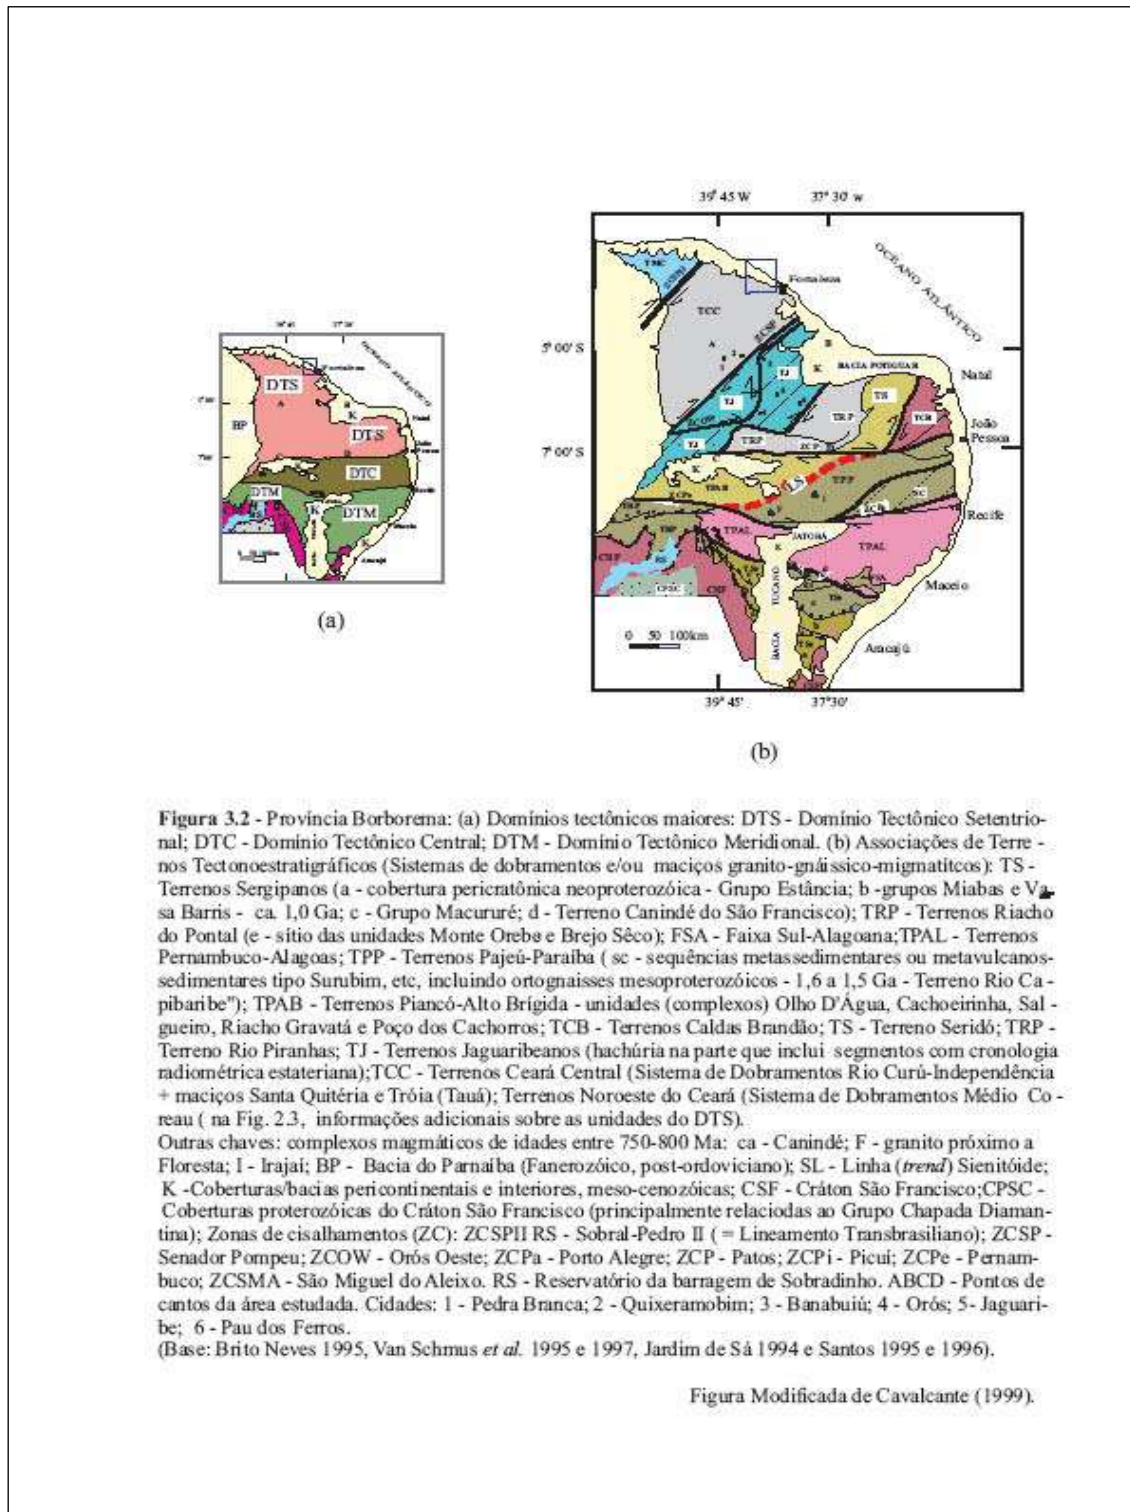 39° 45 W 37° 30' w
OCEANO ATLÂNTICO
Fortaleza
TCC
ZCSP
A
B
K
TJ
BACIA POTIGUAR
5° 00' S
Natal
TJ
TRP
TS
TCB
TRP
ZCP
João
Pessoa
7° 00' S
TJ
K
TPAB
LS
TPP
SC
Recife
TPAL
JATOBÁ
TPAL
RS
CPSC
CSF
BACIA TUCANO
Maceio
Aracajú
0 50 100km
39° 45' 37°30'
(b)
OCEANO ATLÂNTICO
Fortaleza
DTS
A
K
BP
DTS
Natal
João
Pessoa
DTC
DTM
K
DTM
K
Aracajú
(a)
Figura 3.2 - Província Borborema: (a) Domínios tectônicos maiores: DTS - Domínio Tectônico Setentrio-
nal; DTC - Domínio Tectônico Central; DTM - Domínio Tectônico Meridional. (b) Associações de Terre -
nos Tectonoestratigráficos (Sistemas de dobramentos e/ou maciços granito-gnáissico-migmatítcos): TS -
Terrenos Sergipanos (a - cobertura pericratônica neoproterozóica - Grupo Estância; b -grupos Miabas e Va-
sa Barris - ca. 1,0 Ga; c - Grupo Macururé; d - Terreno Canindé do São Francisco); TRP - Terrenos Riacho
do Pontal (e - sítio das unidades Monte Orebe e Brejo Sêco); FSA - Faixa Sul-Alagoana;TPAL - Terrenos
Pernambuco-Alagoas; TPP - Terrenos Pajeú-Paraíba ( sc - sequências metassedimentares ou metavulcanos-
sedimentares tipo Surubim, etc, incluindo ortognaisses mesoproterozóicos - 1,6 a 1,5 Ga - Terreno Rio Ca -
pibaribe"); TPAB - Terrenos Piancó-Alto Brígida - unidades (complexos) Olho D'Água, Cachoeirinha, Sal -
gueiro, Riacho Gravatá e Poço dos Cachorros; TCB - Terrenos Caldas Brandão; TS - Terreno Seridó; TRP -
Terreno Rio Piranhas; TJ - Terrenos Jaguaribeanos (hachúria na parte que inclui segmentos com cronologia
radiométrica estateriana);TCC - Terrenos Ceará Central (Sistema de Dobramentos Rio Curú-Independência
+ maciços Santa Quitéria e Tróia (Tauá); Terrenos Noroeste do Ceará (Sistema de Dobramentos Médio Co -
reau ( na Fig. 2.3, informações adicionais sobre as unidades do DTS).
Outras chaves: complexos magmáticos de idades entre 750-800 Ma: ca - Canindé; F - granito próximo a
Floresta; I - Irajaí; BP - Bacia do Parnaíba (Fanerozóico, post-ordoviciano); SL - Linha (trend) Sienitóide;
K -Coberturas/bacias pericontinentais e interiores, meso-cenozóicas; CSF - Cráton São Francisco;CPSC -
Coberturas proterozóicas do Cráton São Francisco (principalmente relaciodas ao Grupo Chapada Diaman-
tina); Zonas de cisalhamentos (ZC): ZCSPII RS - Sobral-Pedro II ( = Lineamento Transbrasiliano); ZCSP -
Senador Pompeu; ZCOW - Orós Oeste; ZCPa - Porto Alegre; ZCP - Patos; ZCPi - Picuí; ZCPe - Pernam-
buco; ZCSMA - São Miguel do Aleixo. RS - Reservatório da barragem de Sobradinho. ABCD - Pontos de
cantos da área estudada. Cidades: 1 - Pedra Branca; 2 - Quixeramobim; 3 - Banabuiú; 4 - Orós; 5- Jaguari-
be; 6 - Pau dos Ferros.
(Base: Brito Neves 1995, Van Schmus et al. 1995 e 1997, Jardim de Sá 1994 e Santos 1995 e 1996).
Figura Modificada de Cavalcante (1999).